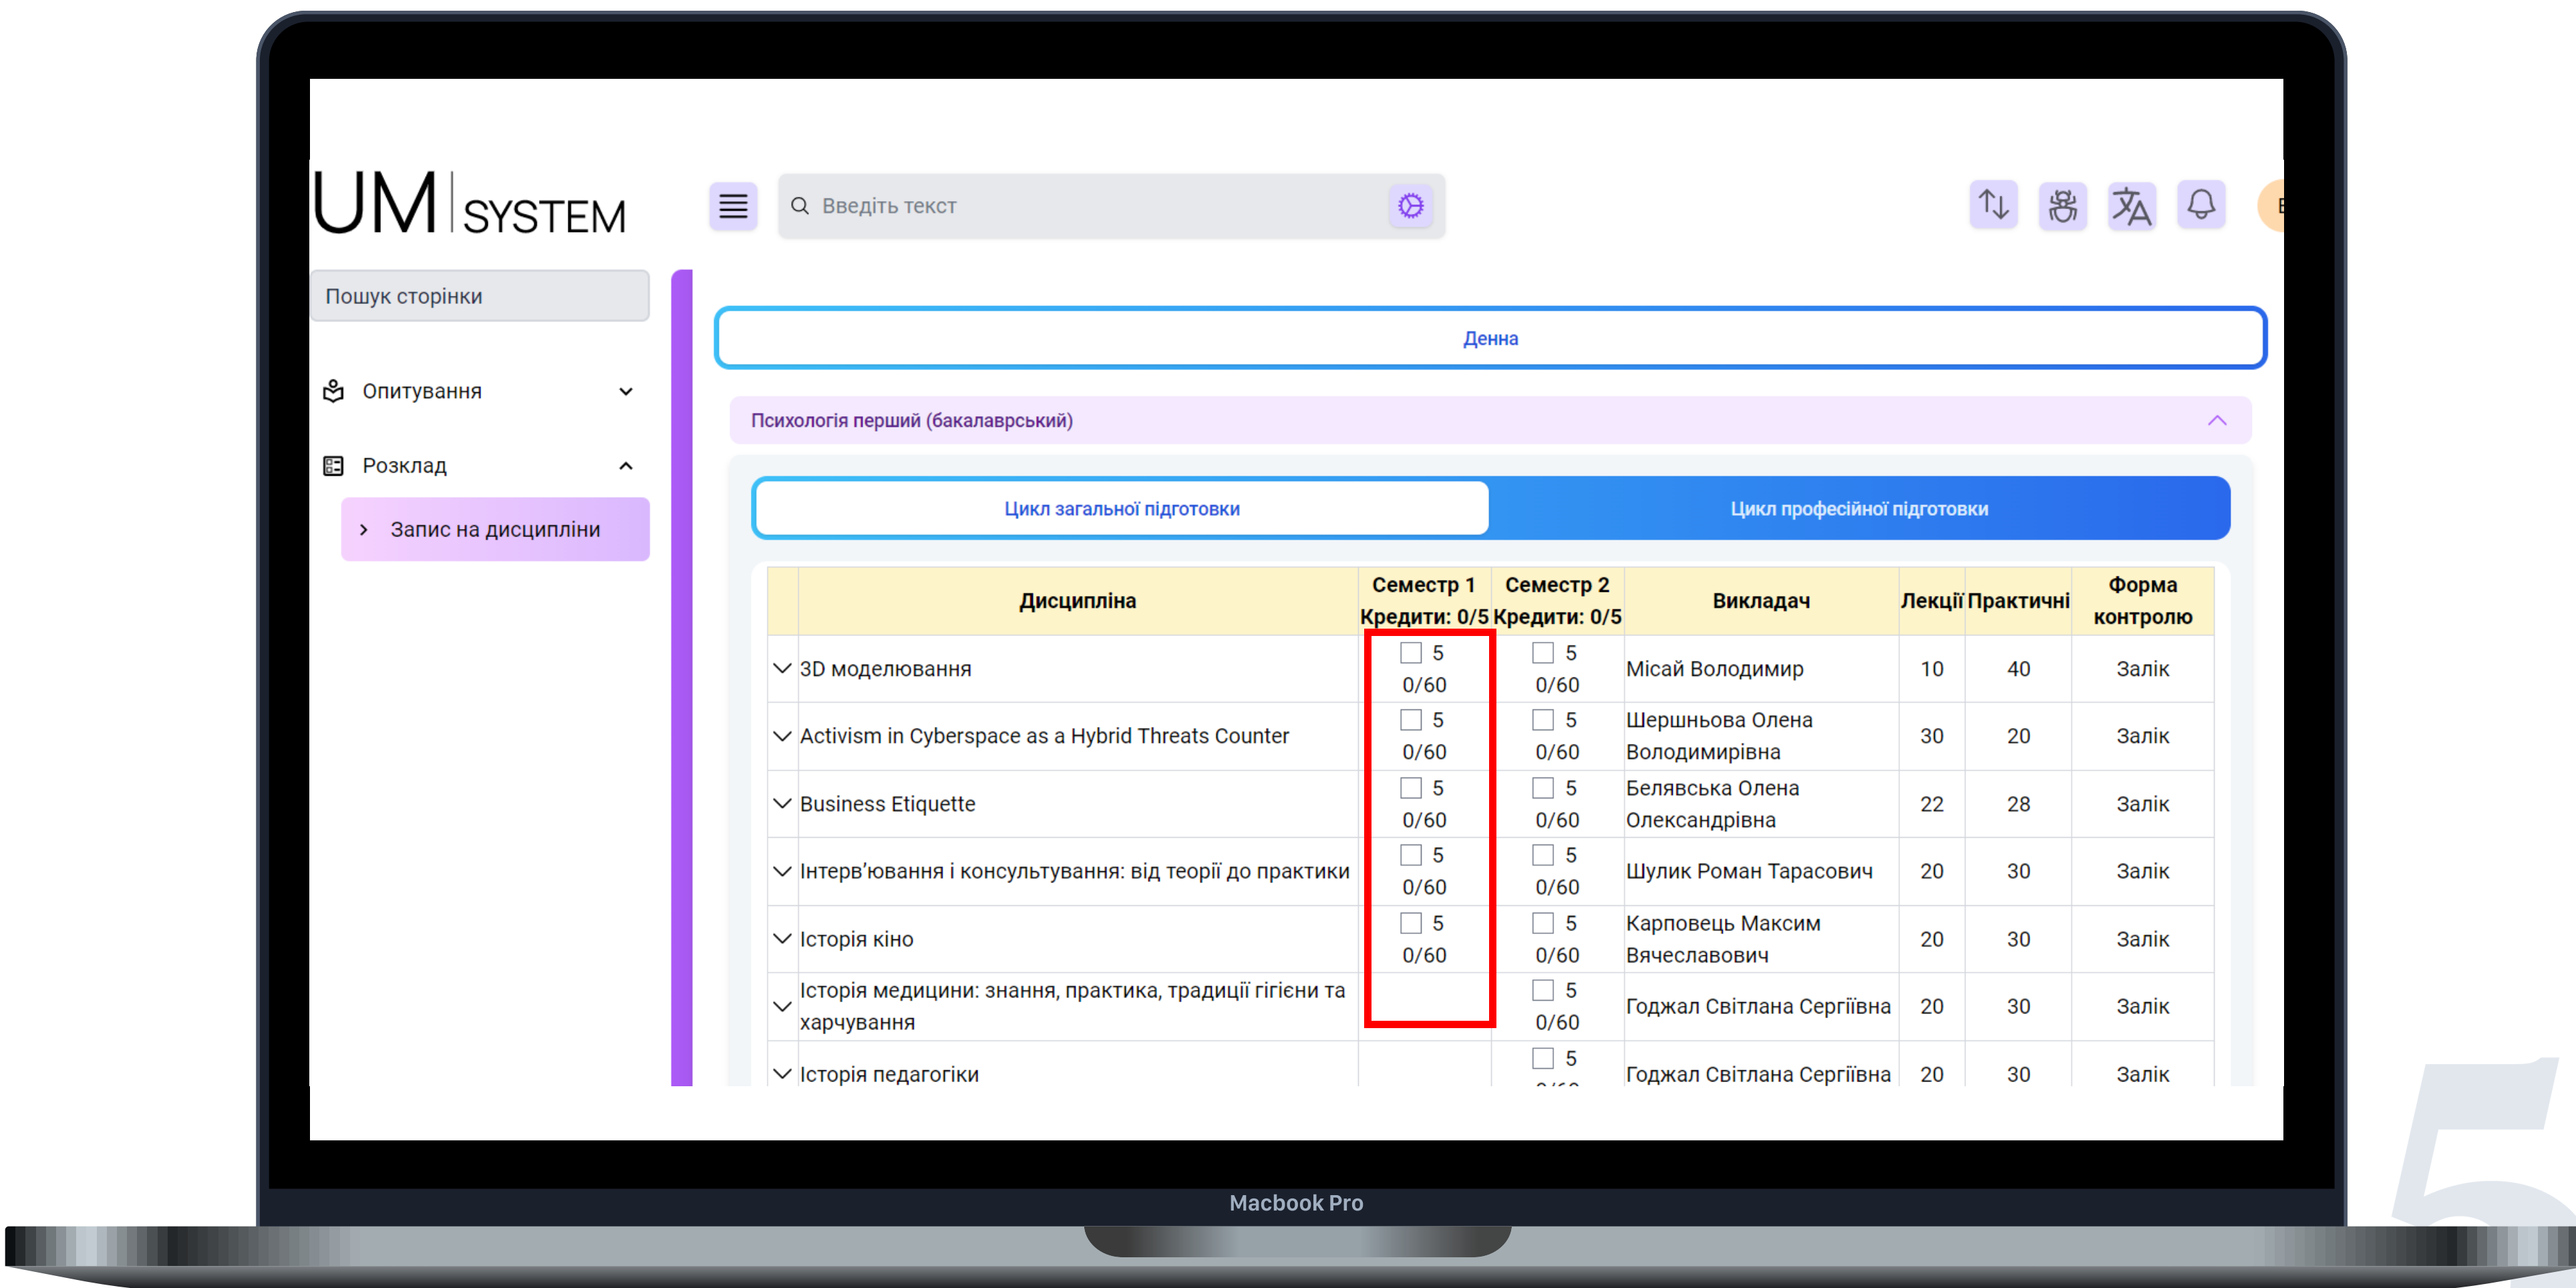 UM SYSTEM
Введіть текст
Пошук сторінки
Опитування
Розклад
Запис на дисципліни
Денна
Психологія перший (бакалаврський)
Цикл загальної підготовки
Цикл професійної підготовки
Дисципліна
Семестр 1
Кредити: 0/5
Семестр 2
Кредити: 0/5
Викладач
Лекції
Практичні
Форма
контролю
3D моделювання
5
0/60
5
0/60
Місай Володимир
10
40
Залік
Activism in Cyberspace as a Hybrid Threats Counter
5
0/60
5
0/60
Шершньова Олена
Володимирівна
30
20
Залік
Business Etiquette
5
0/60
5
0/60
Белявська Олена
Олександрівна
22
28
Залік
Інтерв’ювання і консультування: від теорії до практики
5
0/60
5
0/60
Шулик Роман Тарасович
20
30
Залік
Історія кіно
5
0/60
5
0/60
Карповець Максим
Вячеславович
20
30
Залік
Історія медицини: знання, практика, традиції гігієни та
харчування
5
0/60
Годжал Світлана Сергіївна
20
30
Залік
Історія педагогіки
5
Годжал Світлана Сергіївна
20
30
Залік
Macbook Pro
5